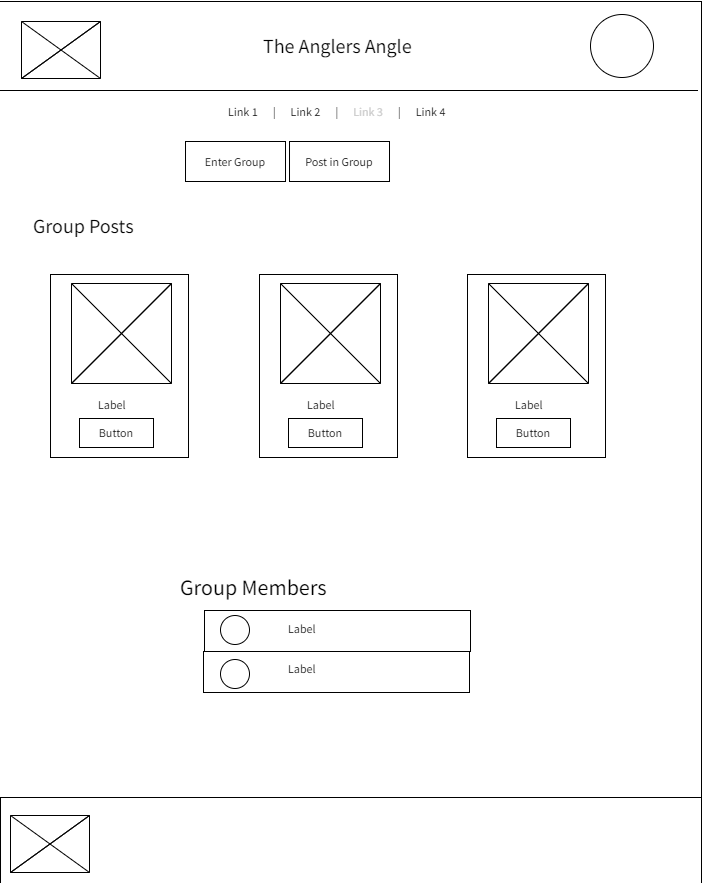 The Anglers Angle
Link 1 | Link 2 | Link 3 | Link 4
Enter Group Post in Group
Group Posts
Label Label Label
Button Button Button
Group Members
Label
Label